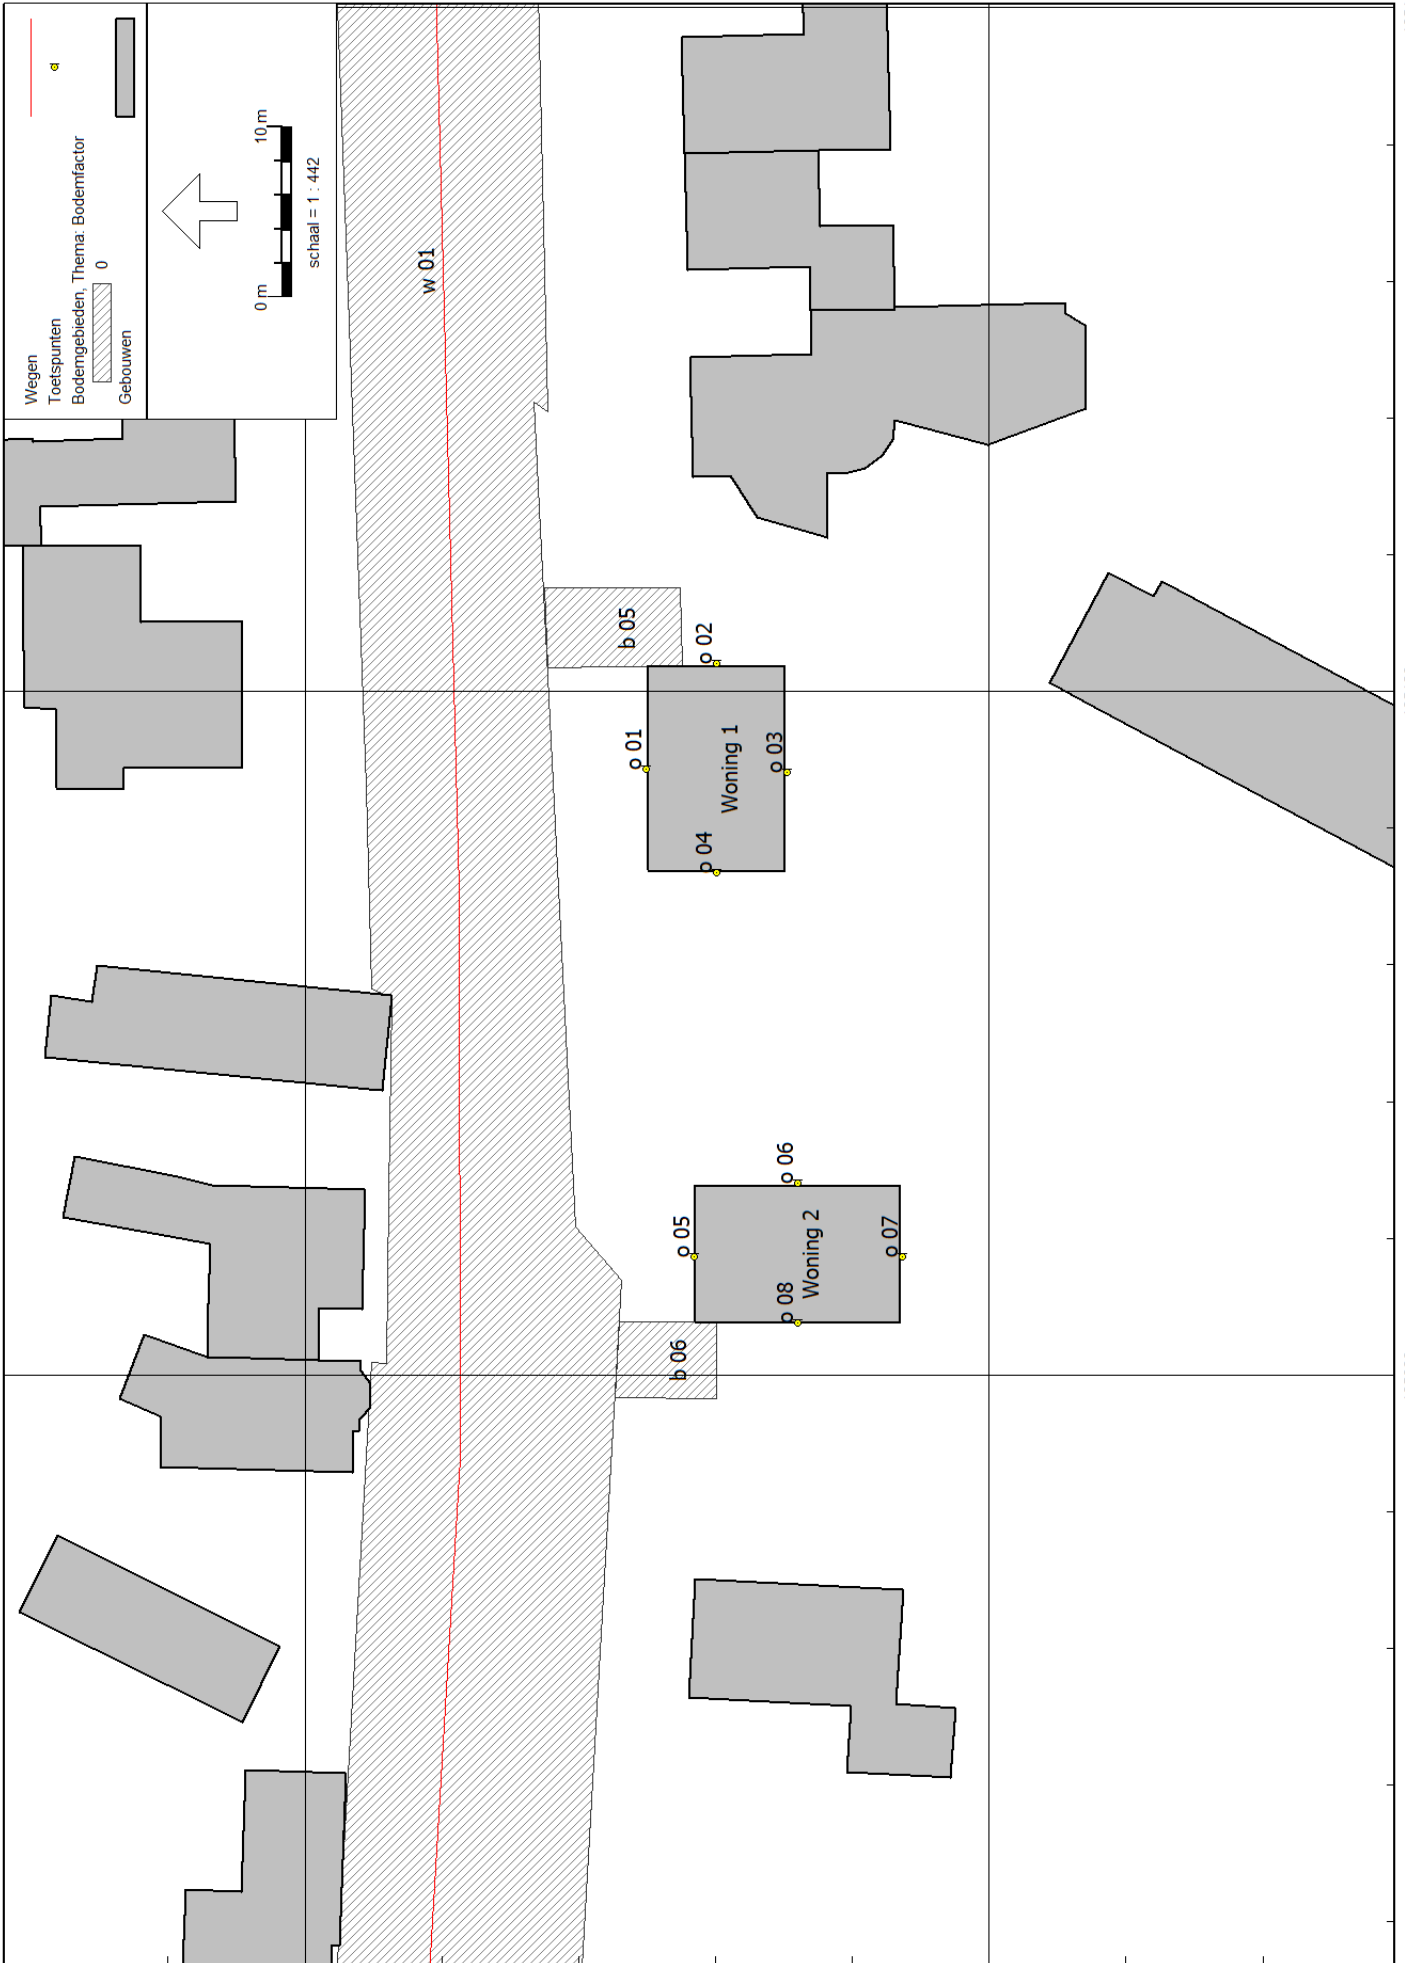 Wegen
Toetspunten
Bodemgebieden, Thema: Bodemfactor
0
Gebouwen
0 m
10 m
schaal = 1 : 442
w 01
b 05
o 02
o 01
Woning 1
o 03
o 04
o 06
o 05
Woning 2
o 07
o 08
b 06